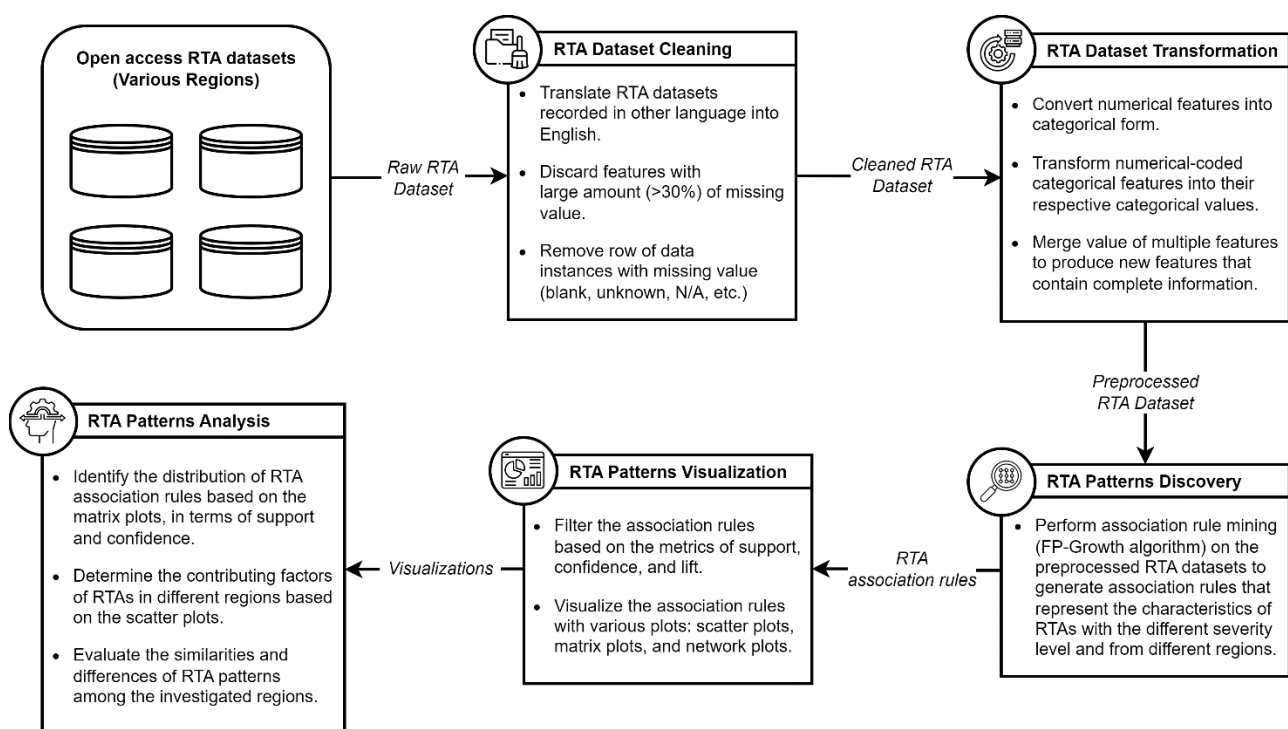 Open access RTA datasets
(Various Regions)
Raw RTA
Dataset
RTA Dataset Cleaning
• Translate RTA datasets
recorded in other language into
English.
• Discard features with
large amount (>30%) of missing
value.
• Remove row of data
instances with missing value
(blank, unknown, N/A, etc.)
Cleaned RTA
Dataset
RTA Dataset Transformation
• Convert numerical features into
categorical form.
• Transform numerical-coded
categorical features into their
respective categorical values.
• Merge value of multiple features
to produce new features that
contain complete information.
Preprocessed
RTA Dataset
RTA Patterns Discovery
• Perform association rule mining
(FP-Growth algorithm) on the
preprocessed RTA datasets to
generate association rules that
represent the characteristics of
RTAs with the different severity
level and from different regions.
RTA
association rules
RTA Patterns Visualization
• Filter the association rules
based on the metrics of support,
confidence, and lift.
• Visualize the association rules
with various plots: scatter plots,
matrix plots, and network plots.
Visualizations
RTA Patterns Analysis
• Identify the distribution of RTA
association rules based on the
matrix plots, in terms of support
and confidence.
• Determine the contributing factors
of RTAs in different regions based
on the scatter plots.
• Evaluate the similarities and
differences of RTA patterns
among the investigated regions.